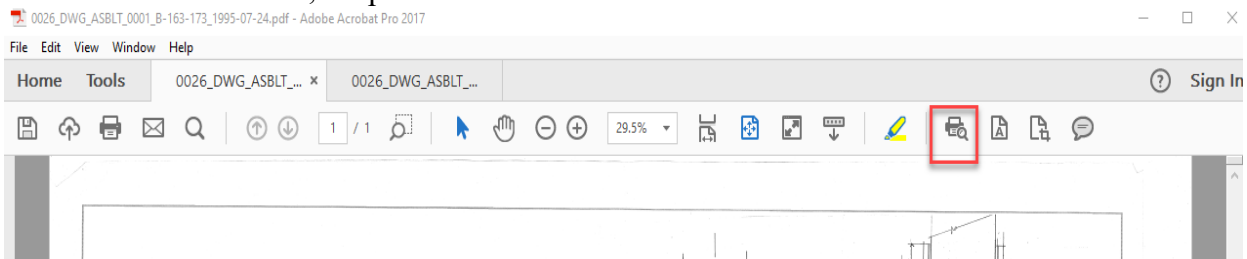 0026_DWG_ASBLT_0001_B-163-173_1995-07-24.pdf - Adobe Acrobat Pro 2017
File Edit View Window Help
Home Tools 0026_DWG_ASBLT_... × 0026_DWG_ASBLT_... ? Sign In
1 / 1 29.5%